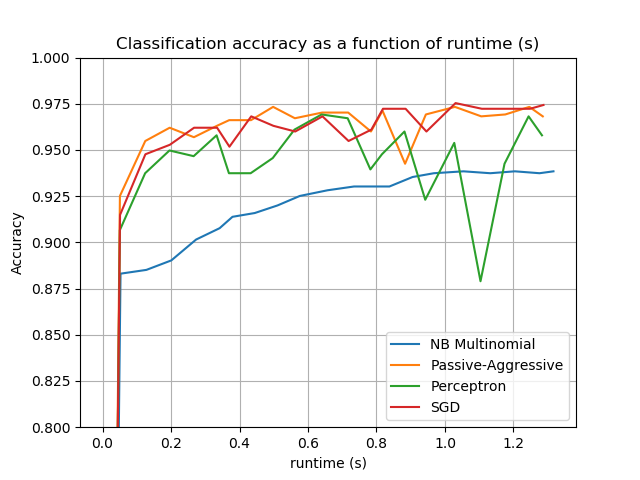 Classification accuracy as a function of runtime (s)
1.000
0.975
0.950
0.925
0.900
0.875
0.850
0.825
0.800
Accuracy
0.0 0.2 0.4 0.6 0.8 1.0 1.2
runtime (s)
NB Multinomial
Passive-Aggressive
Perceptron
SGD